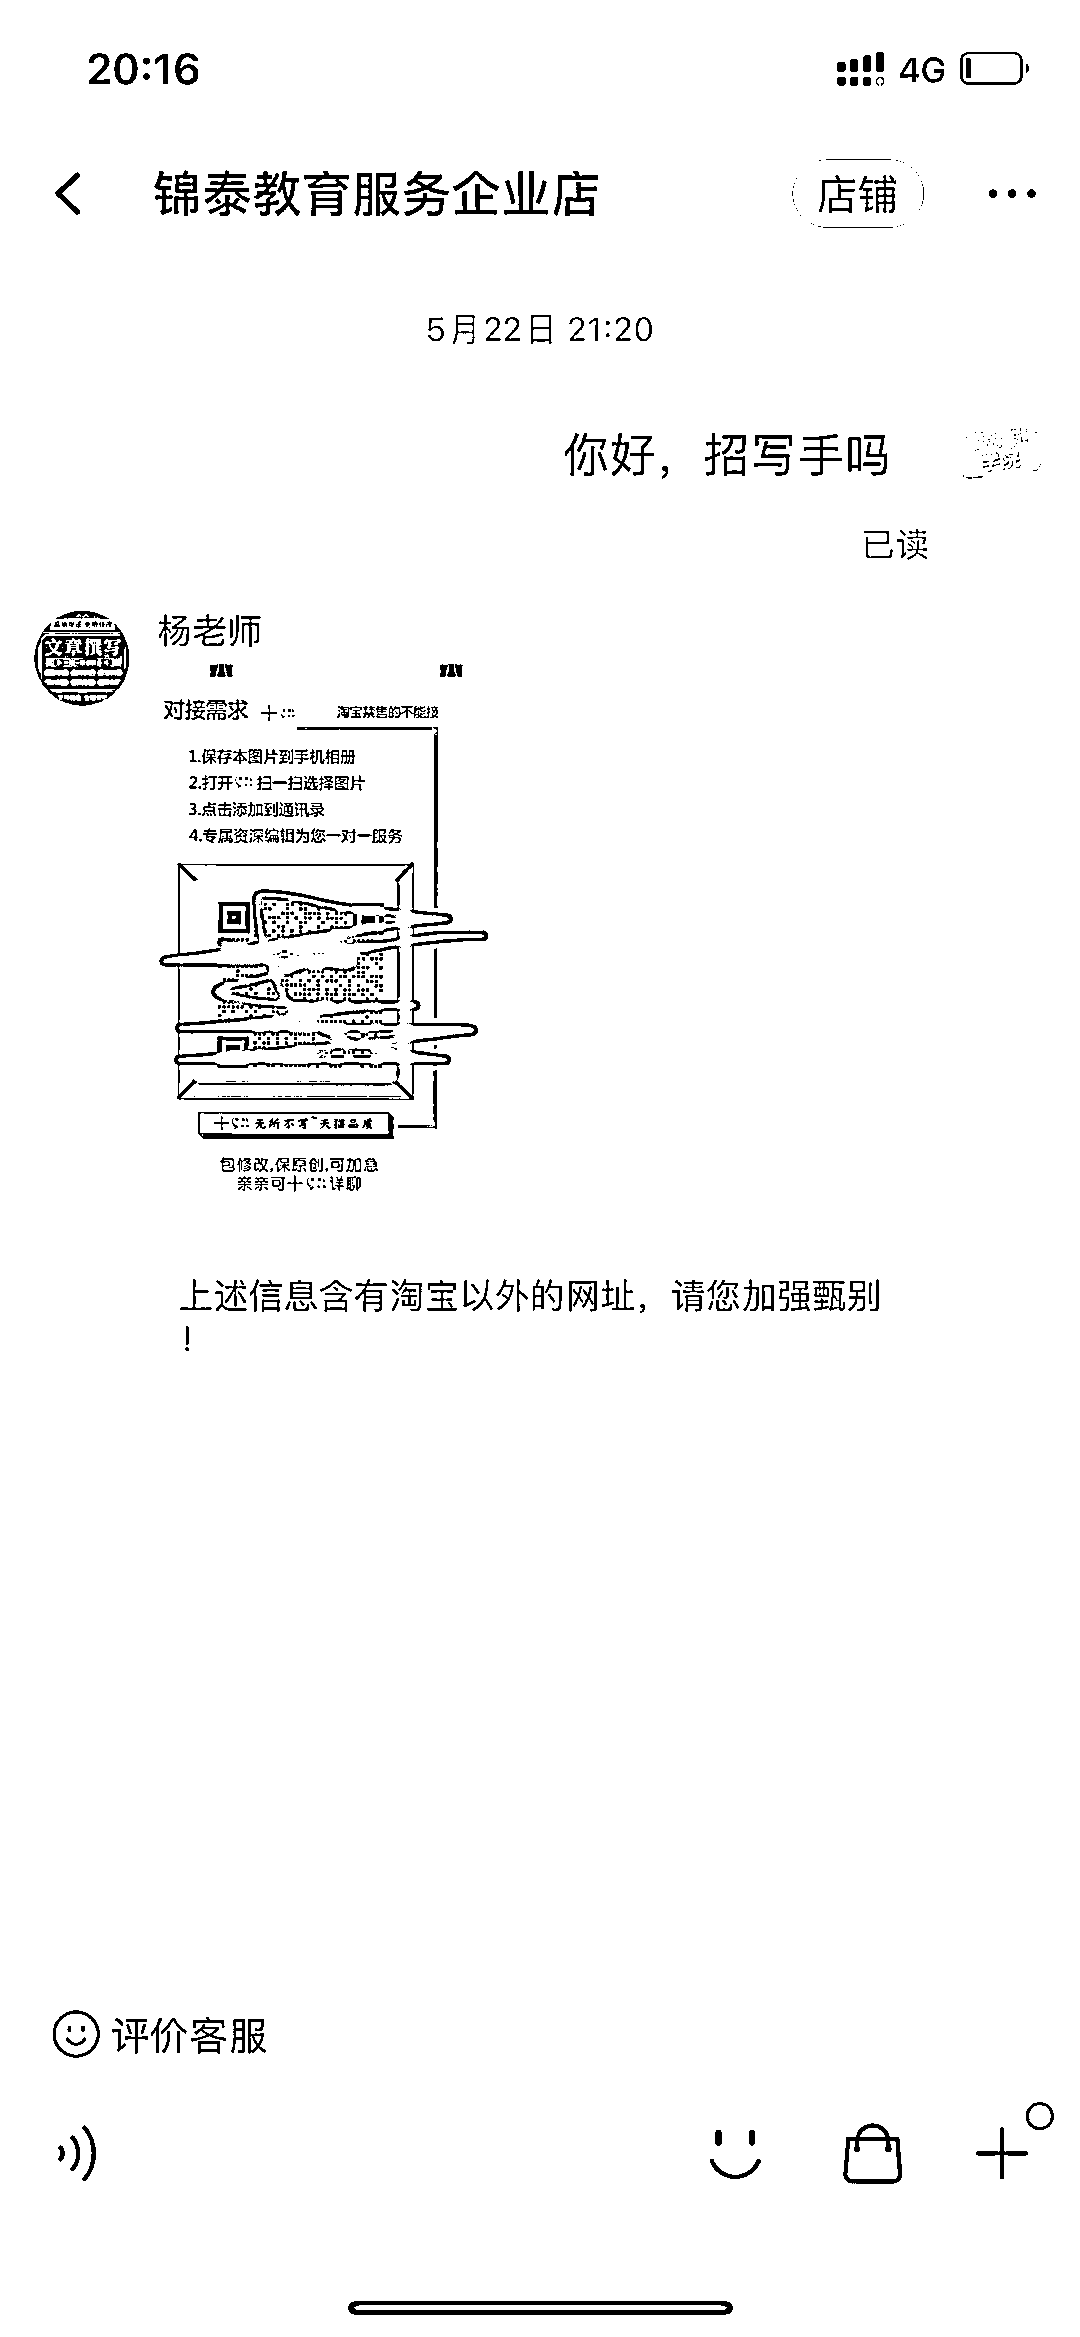 20:16
4G
锦泰教育服务企业店
店铺
5月22日 21:20
你好，招写手吗
已读
杨老师
文章撰写
对接需求
淘宝禁售的不能接
1.保存本图片到手机相册
2.打开 扫一扫选择图片
3.点击添加到通讯录
4.专属资深编辑为您一对一服务
无所不写 天猫品质
包修改,保原创,可加急
亲亲可十 详聊
上述信息含有淘宝以外的网址，请您加强甄别
！
评价客服